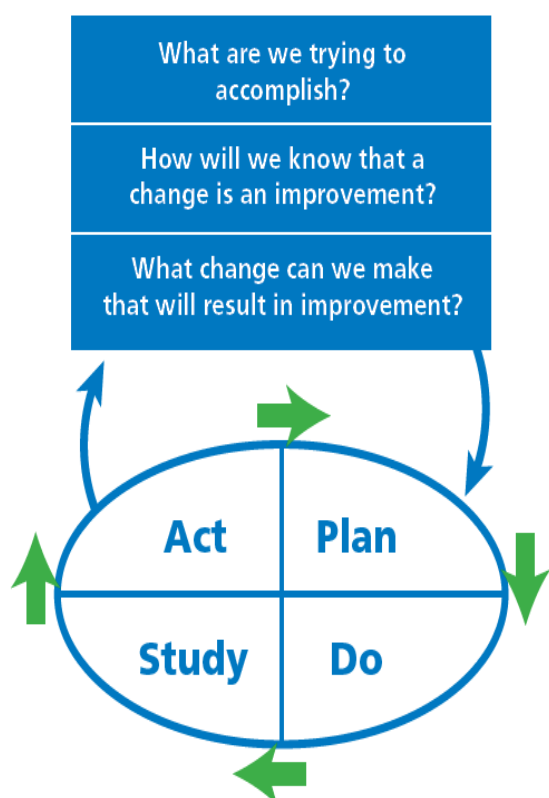 What are we trying to
accomplish?
How will we know that a
change is an improvement?
What change can we make
that will result in improvement?
Act
Plan
Study
Do